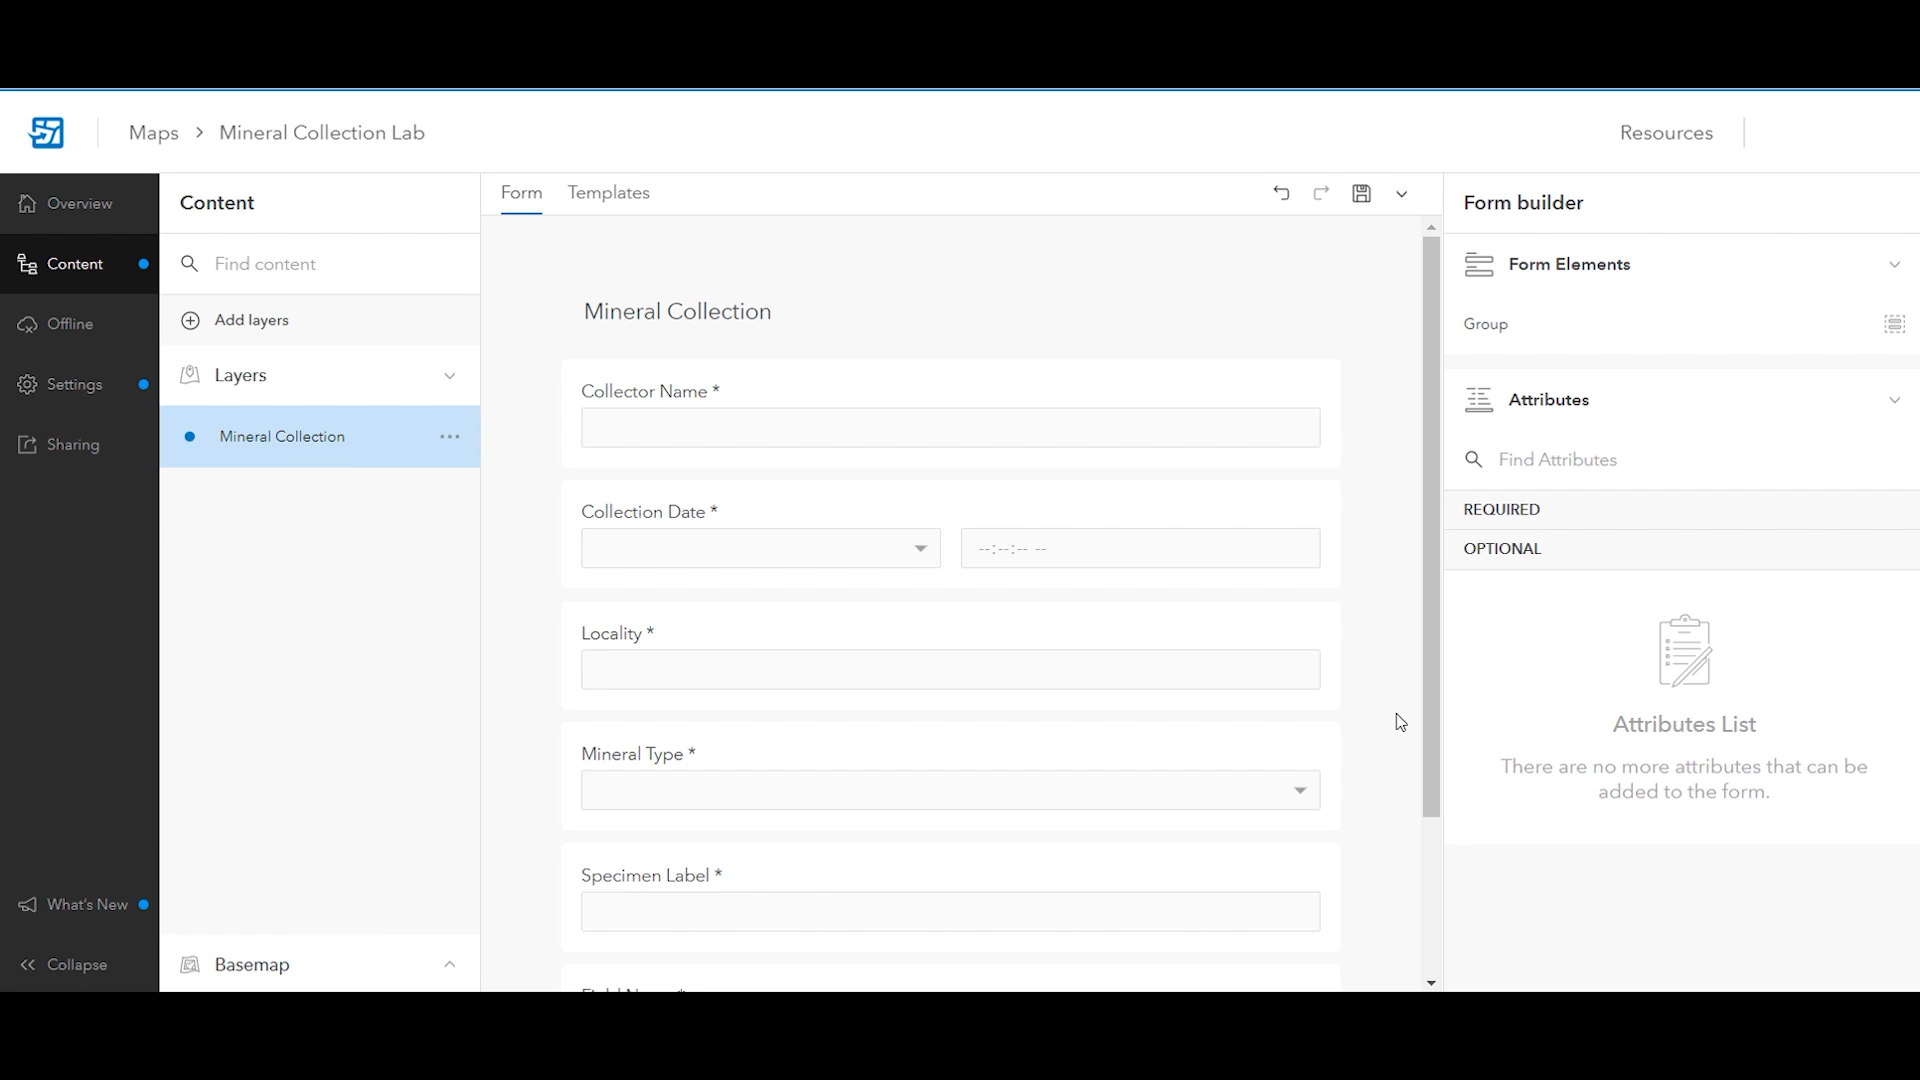 Maps > Mineral Collection Lab
Resources
Overview
Content
Offline
Settings
Sharing
What's New
Collapse
Content
Find content
Add layers
Layers
Mineral Collection
Basemap
Form
Templates
Mineral Collection
Collector Name *
Collection Date *
--:--:-- --
Locality *
Mineral Type *
Specimen Label *
Form builder
Form Elements
Group
Attributes
Find Attributes
REQUIRED
OPTIONAL
Attributes List
There are no more attributes that can be
added to the form.